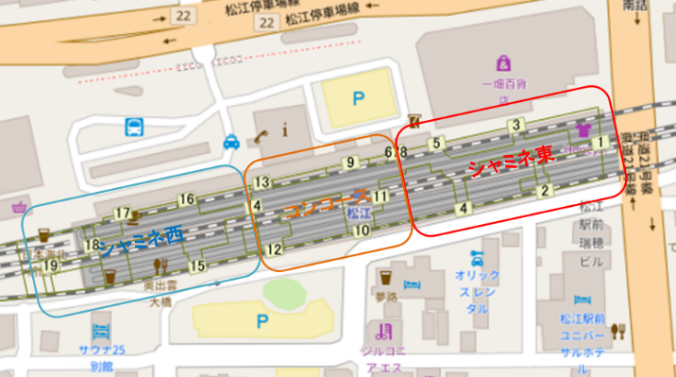 松江停車場線
22
22
松江停車場線
南詰
一畑百貨
店
P
i
3
5
1
シャミネ東
6
8
9
13
16
17
4
11
コンコース
松江
2
4
10
12
18
シャミネ西
15
19
奥出雲
大橋
松江
駅前
瑞穂
ビル
オリック
スレン
タル
夢路
P
サウナ25
別館
ジルコニ
アエス
松江駅前
ユニバー
サルホテ
ル